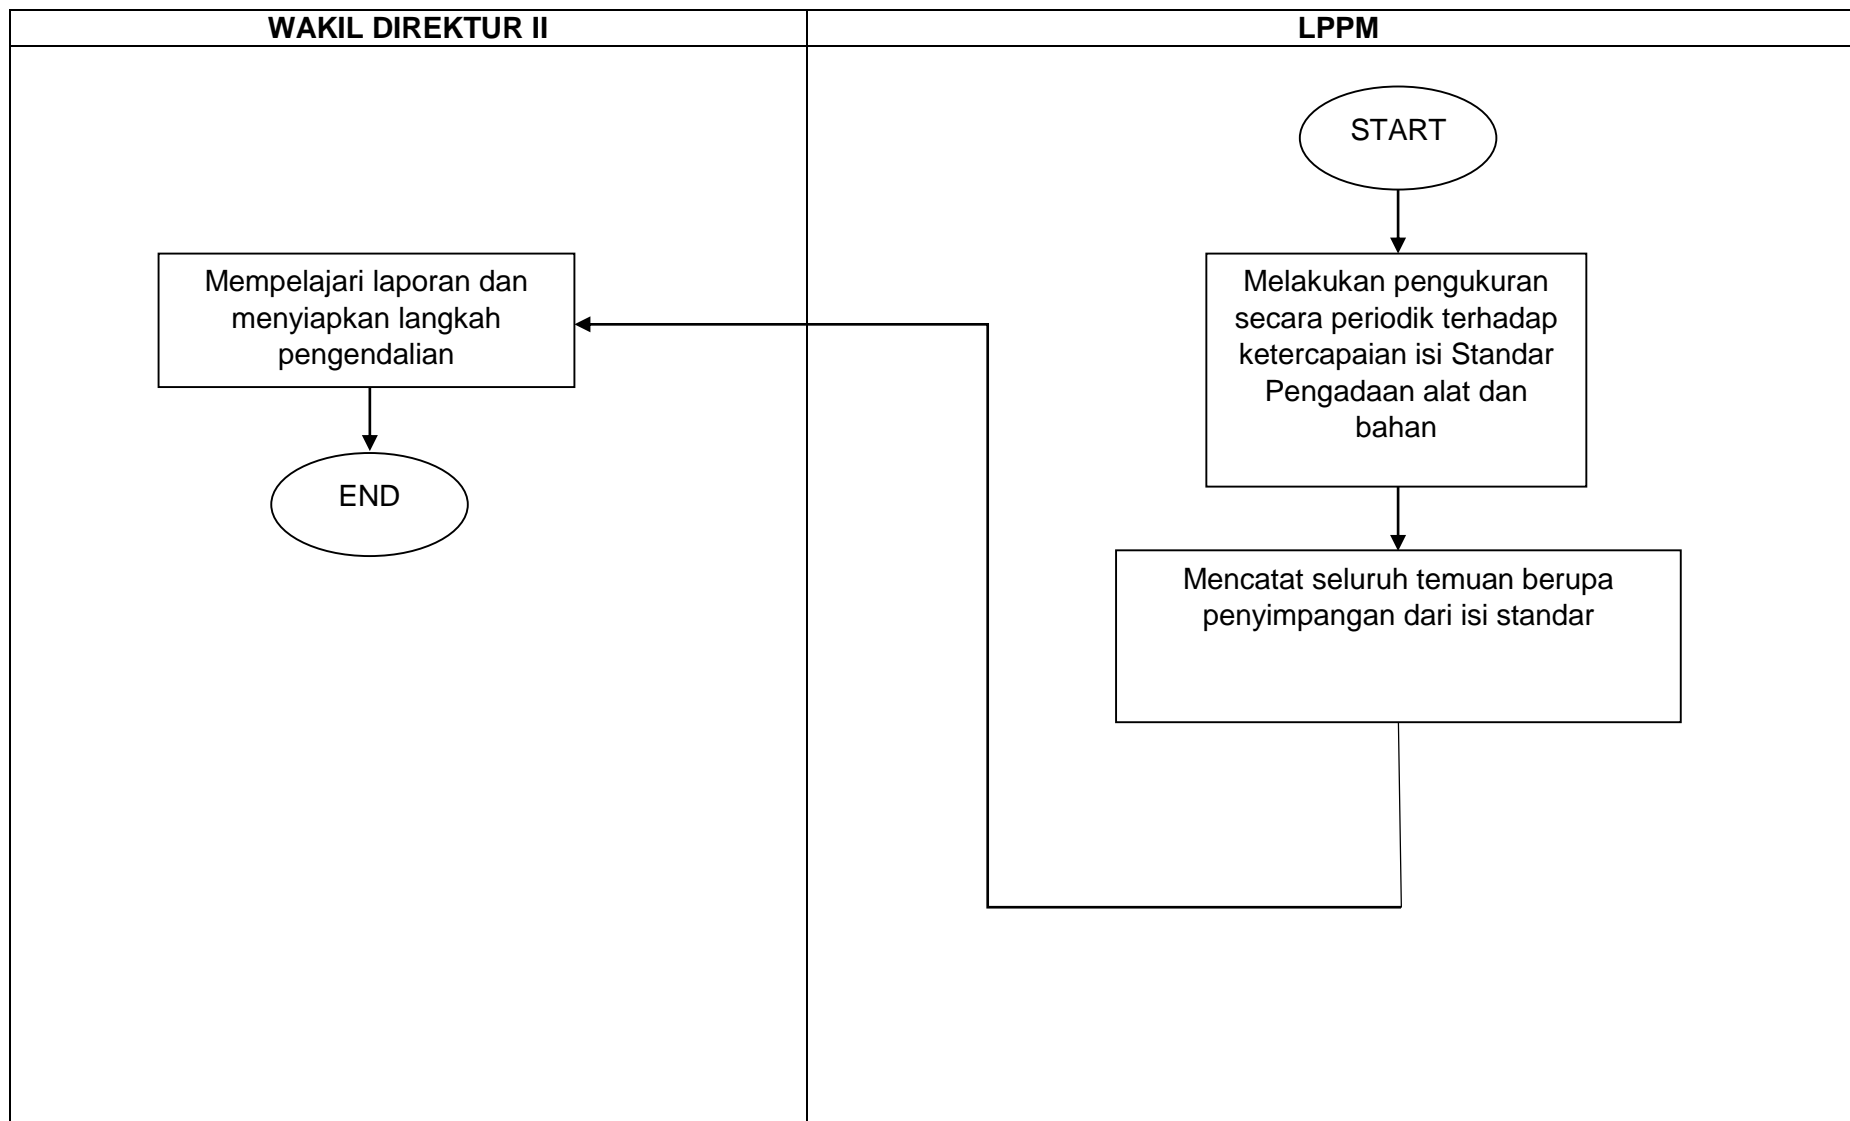 WAKIL DIREKTUR II
LPPM
START
Melakukan pengukuran
secara periodik terhadap
ketercapaian isi Standar
Pengadaan alat dan
bahan
Mencatat seluruh temuan berupa
penyimpangan dari isi standar
Mempelajari laporan dan
menyiapkan langkah
pengendalian
END